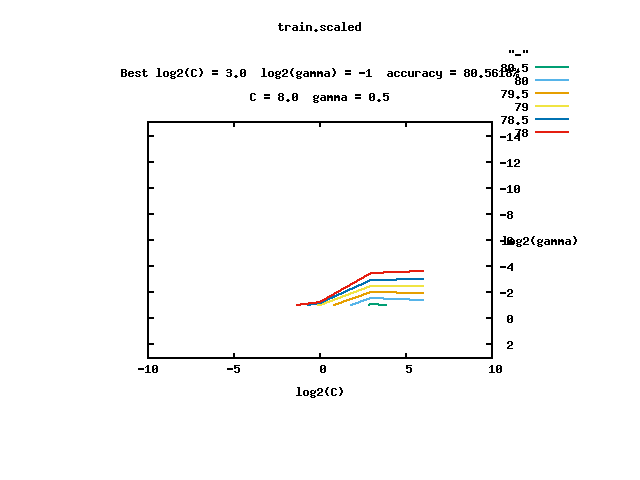 train.scaled
"-"
Best log2(C) = 3.0  log2(gamma) = -1  accuracy = 80.5618%
80.5
80
79.5
79
78.5
78
C = 8.0  gamma = 0.5
-14
-12
-10
-8
-6
log2(gamma)
-4
-2
0
2
-10 -5 0 5 10
log2(C)